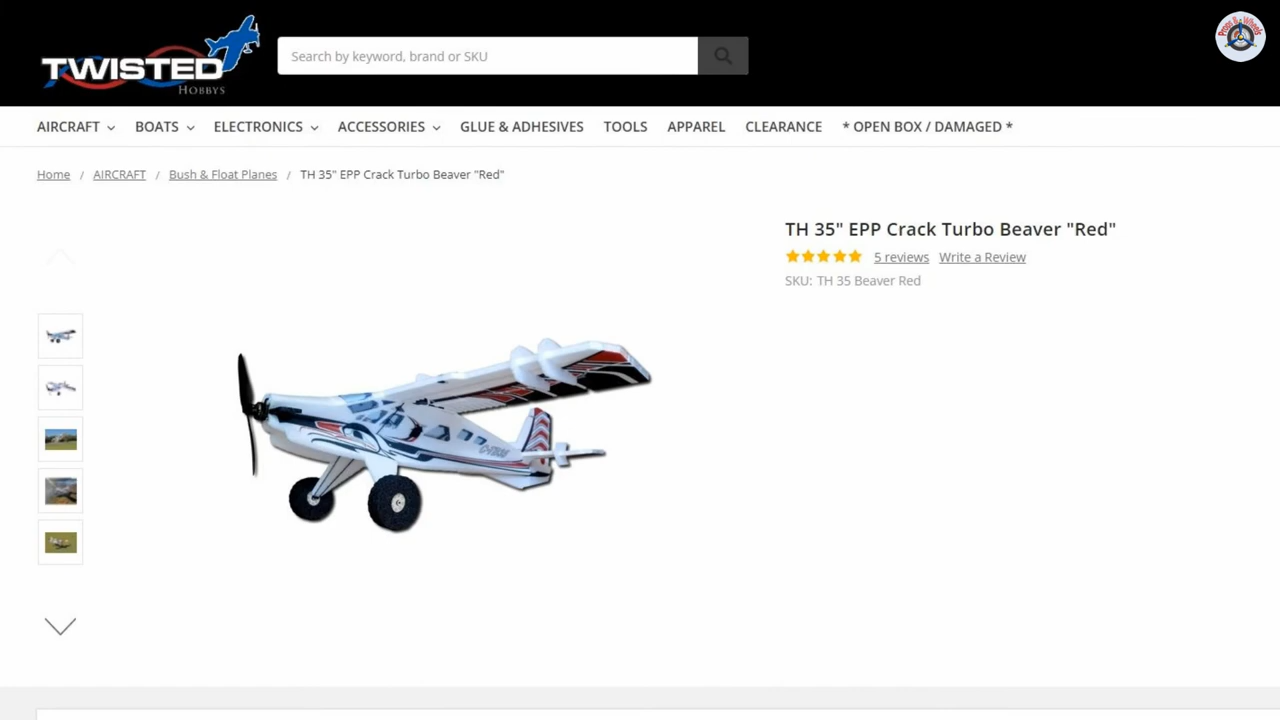 TWISTED
HOBBYS
Search by keyword, brand or SKU
Props N Wheels
AIRCRAFT BOATS ELECTRONICS ACCESSORIES GLUE & ADHESIVES TOOLS APPAREL CLEARANCE * OPEN BOX / DAMAGED *
Home / AIRCRAFT / Bush & Float Planes / TH 35" EPP Crack Turbo Beaver "Red"
TH 35" EPP Crack Turbo Beaver "Red"
5 reviews Write a Review
SKU: TH 35 Beaver Red